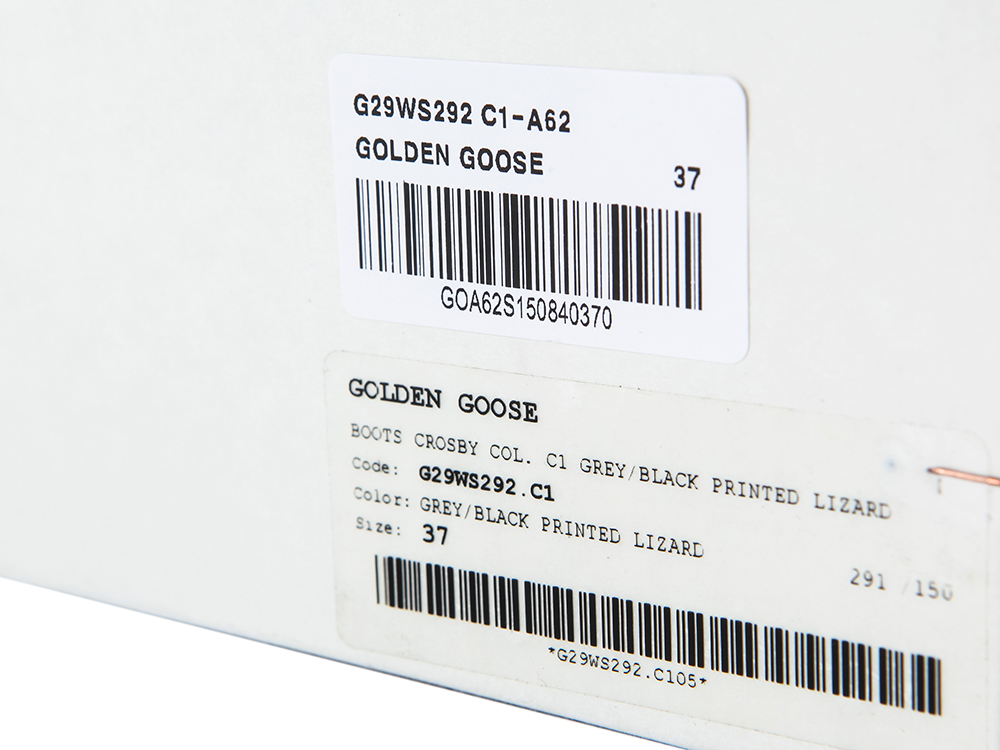 G29WS292 C1-A62
GOLDEN GOOSE
37
GOA62S150840370
GOLDEN GOOSE
BOOTS CROSBY COL. C1 GREY/BLACK PRINTED LIZARD
Code: G29WS292.C1
Color: GREY/BLACK PRINTED LIZARD
Size: 37
291 /150
*G29WS292.C105*